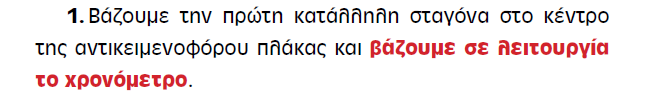 1. Βάζουμε την πρώτη κατάλληλη σταγόνα στο κέντρο
της αντικειμενοφόρου πλάκας και βάζουμε σε λειτουργία
το χρονόμετρο.